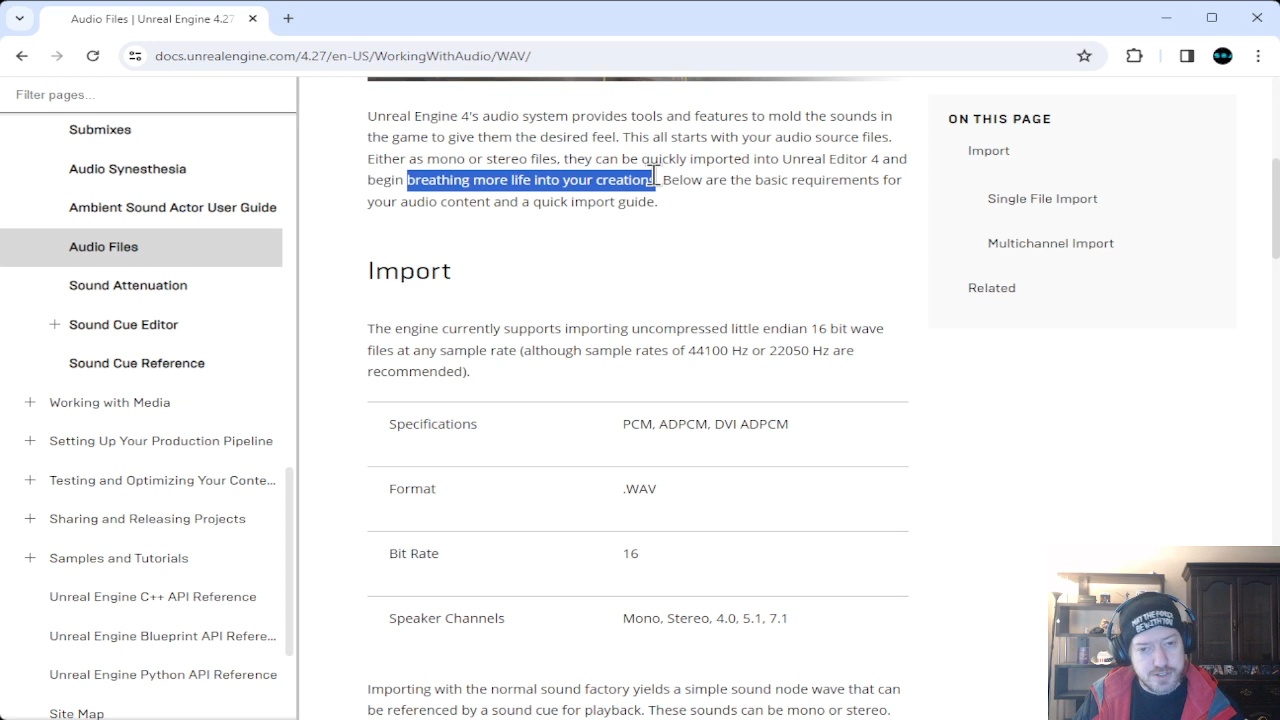 Audio Files | Unreal Engine 4.27
docs.unrealengine.com/4.27/en-US/WorkingWithAudio/WAV/
Filter pages...
Submixes
Audio Synesthesia
Ambient Sound Actor User Guide
Audio Files
Sound Attenuation
Sound Cue Editor
Sound Cue Reference
Working with Media
Setting Up Your Production Pipeline
Testing and Optimizing Your Conte...
Sharing and Releasing Projects
Samples and Tutorials
Unreal Engine C++ API Reference
Unreal Engine Blueprint API Refere...
Unreal Engine Python API Reference
Site Map
Unreal Engine 4's audio system provides tools and features to mold the sounds in
the game to give them the desired feel. This all starts with your audio source files.
Either as mono or stereo files, they can be quickly imported into Unreal Editor 4 and
begin breathing more life into your creations. Below are the basic requirements for
your audio content and a quick import guide.
Import
The engine currently supports importing uncompressed little endian 16 bit wave
files at any sample rate (although sample rates of 44100 Hz or 22050 Hz are
recommended).
Specifications PCM, ADPCM, DVI ADPCM
Format .WAV
Bit Rate 16
Speaker Channels Mono, Stereo, 4.0, 5.1, 7.1
Importing with the normal sound factory yields a simple sound node wave that can
be referenced by a sound cue for playback. These sounds can be mono or stereo.
ON THIS PAGE
Import
Single File Import
Multichannel Import
Related
MAY THE FORCE
BE WITH YOU
STAR